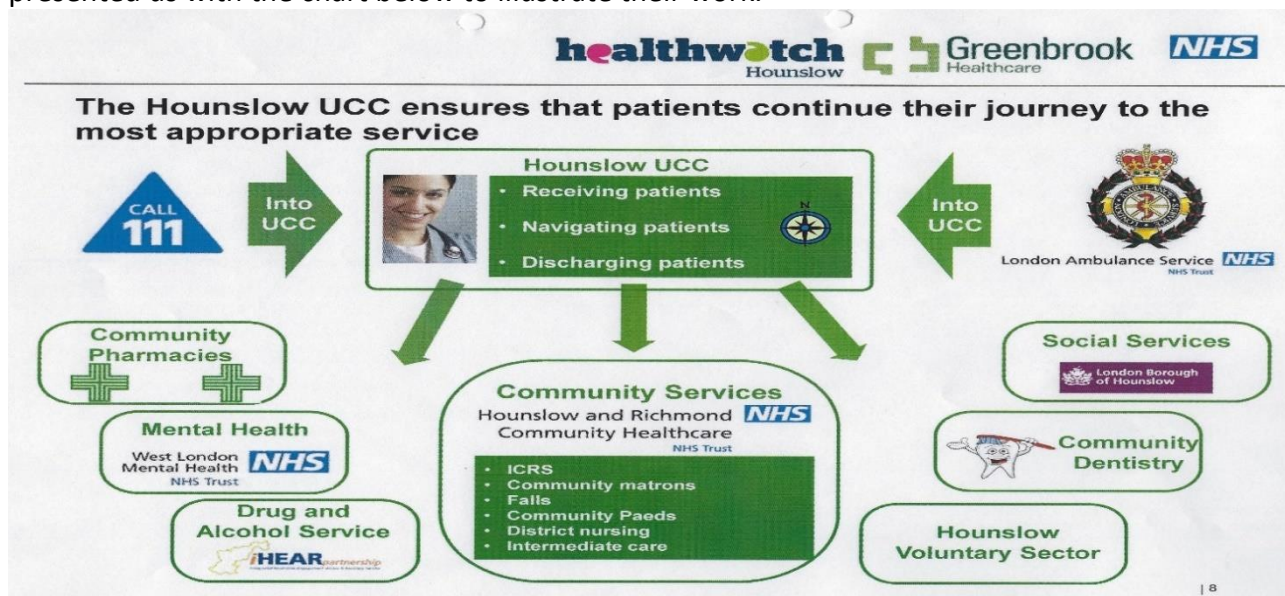 presented us with the chart below to illustrate their work.
healthwatch
Hounslow
Greenbrook
Healthcare
NHS
The Hounslow UCC ensures that patients continue their journey to the
most appropriate service
CALL
111
Into
UCC
Hounslow UCC
• Receiving patients
• Navigating patients
• Discharging patients
N
Into
UCC
London Ambulance Service NHS
NHS Trust
Community
Pharmacies
Mental Health
West London
Mental Health NHS
NHS Trust
Drug and
Alcohol Service
iHEAR partnership
Community Services
Hounslow and Richmond NHS
Community Healthcare
NHS Trust
• ICRS
• Community matrons
• Falls
• Community Paeds
• District nursing
• Intermediate care
Social Services
London Borough
of Hounslow
Community
Dentistry
Hounslow
Voluntary Sector
| 8